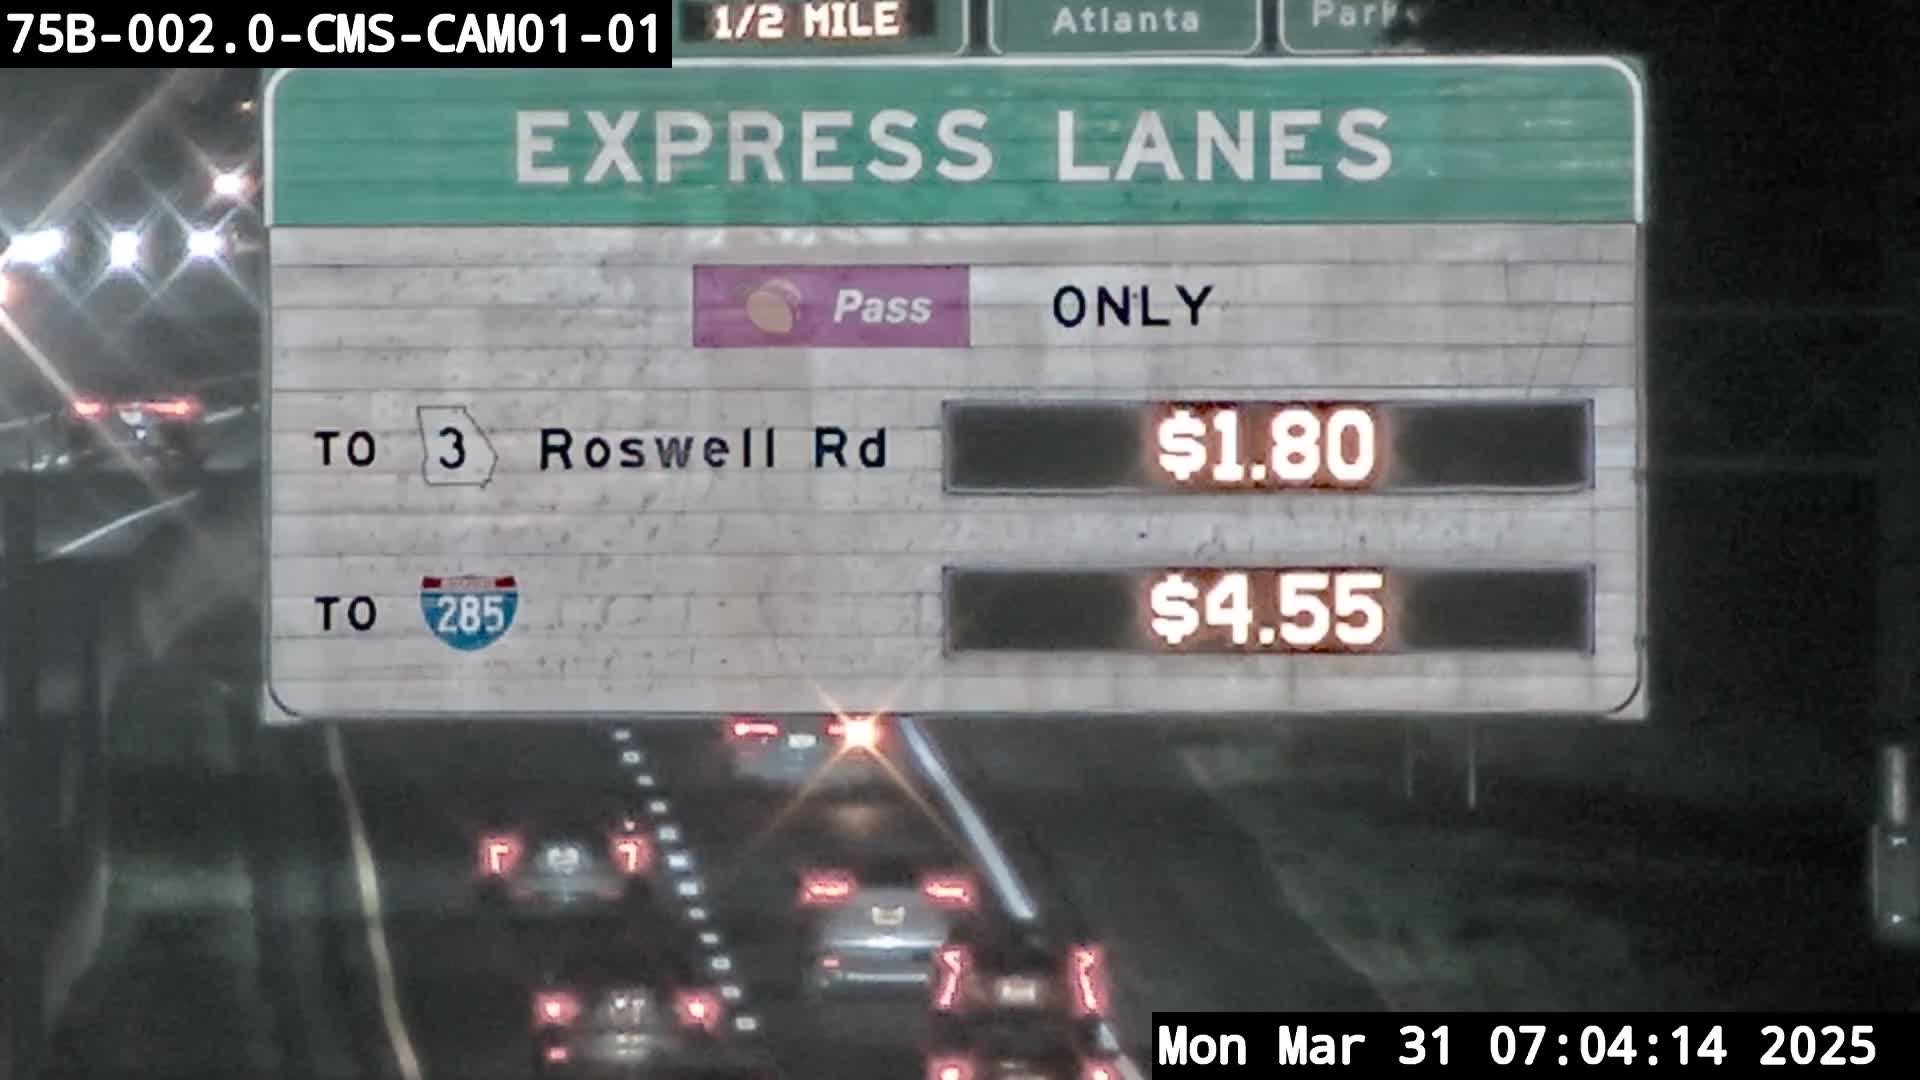 75B-002.0-CMS-CAM01-01
1/2 MILE
Atlanta
EXPRESS LANES
Pass ONLY
TO 3 Roswell Rd $1.80
TO 285 $4.55
Mon Mar 31 07:04:14 2025